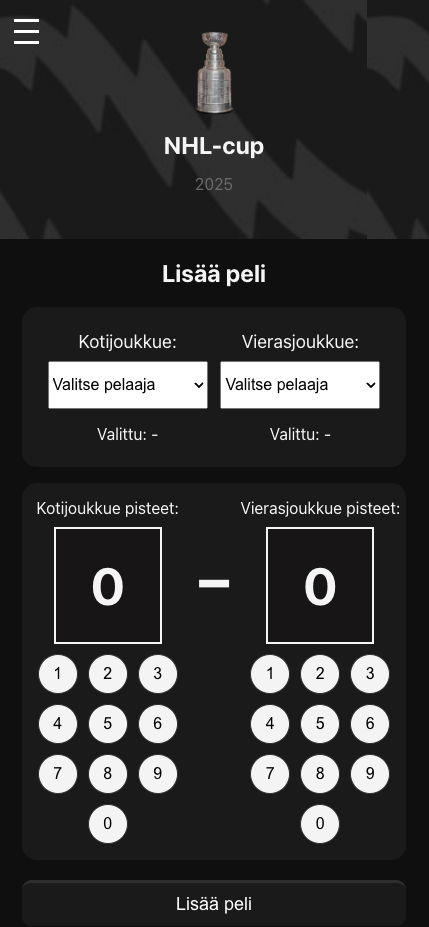 NHL-cup
2025
Lisää peli
Kotijoukkue: Vierasjoukkue:
Valitse pelaaja Valitse pelaaja
Valittu: - Valittu: -
Kotijoukkue pisteet: Vierasjoukkue pisteet:
0 - 0
1 2 3 1 2 3
4 5 6 4 5 6
7 8 9 7 8 9
0 0
Lisää peli